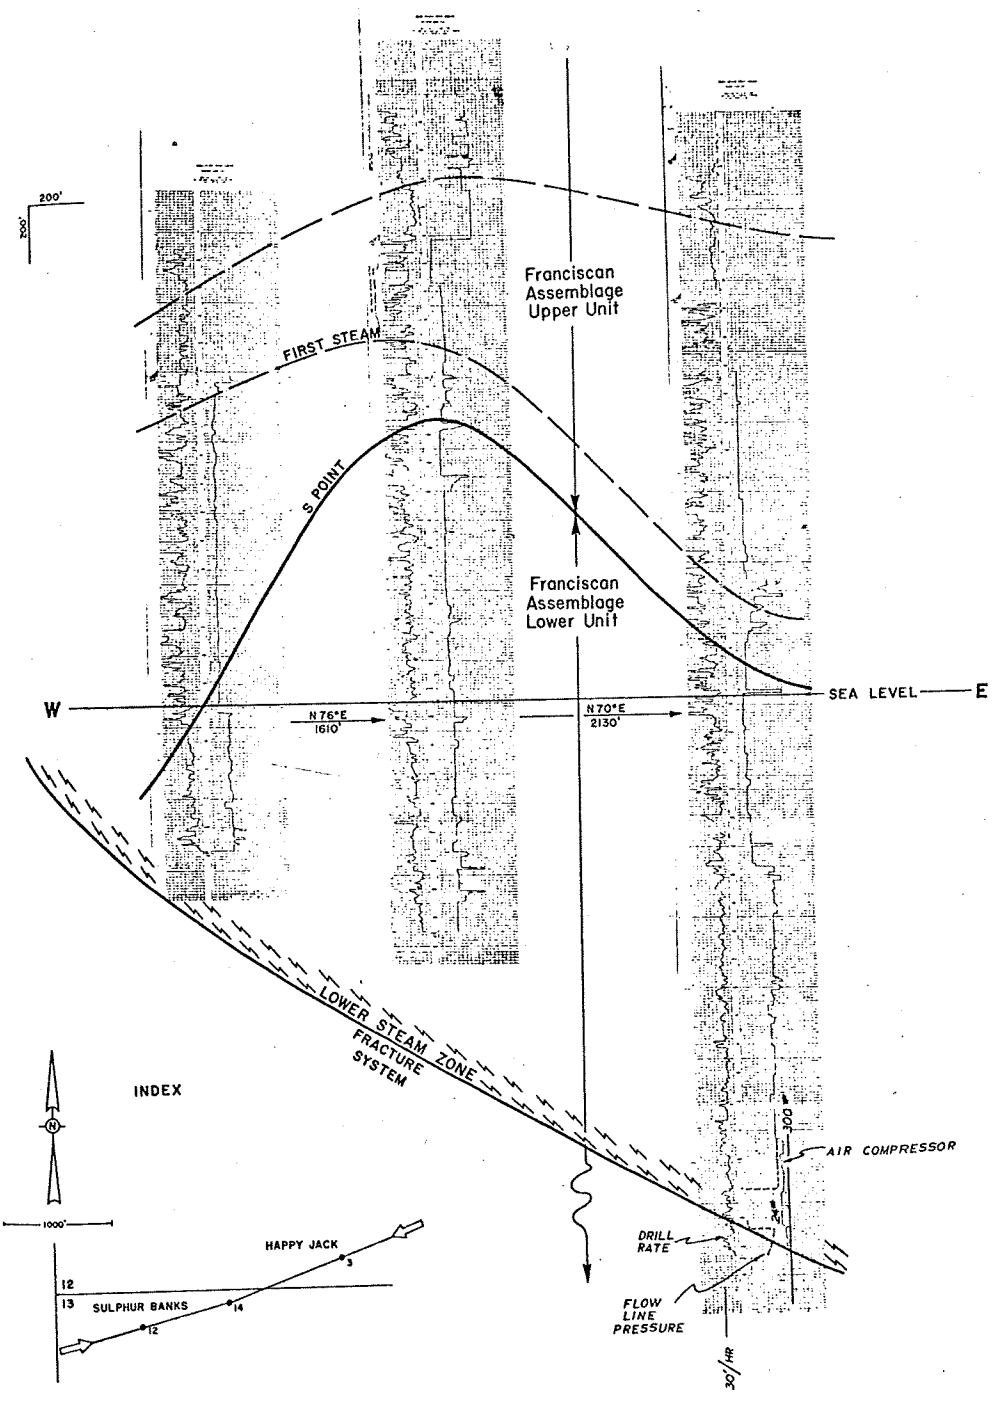 200'
200'
Franciscan
Assemblage
Upper Unit
FIRST STEAM
S POINT
Franciscan
Assemblage
Lower Unit
W
SEA LEVEL
E
N 76°E
1610'
N 70°E
2130'
LOWER STEAM ZONE
FRACTURE
SYSTEM
INDEX
N
300
AIR COMPRESSOR
24"
1000'
HAPPY JACK
3
DRILL
RATE
12
13
SULPHUR BANKS
14
12
FLOW
LINE
PRESSURE
30'/HR